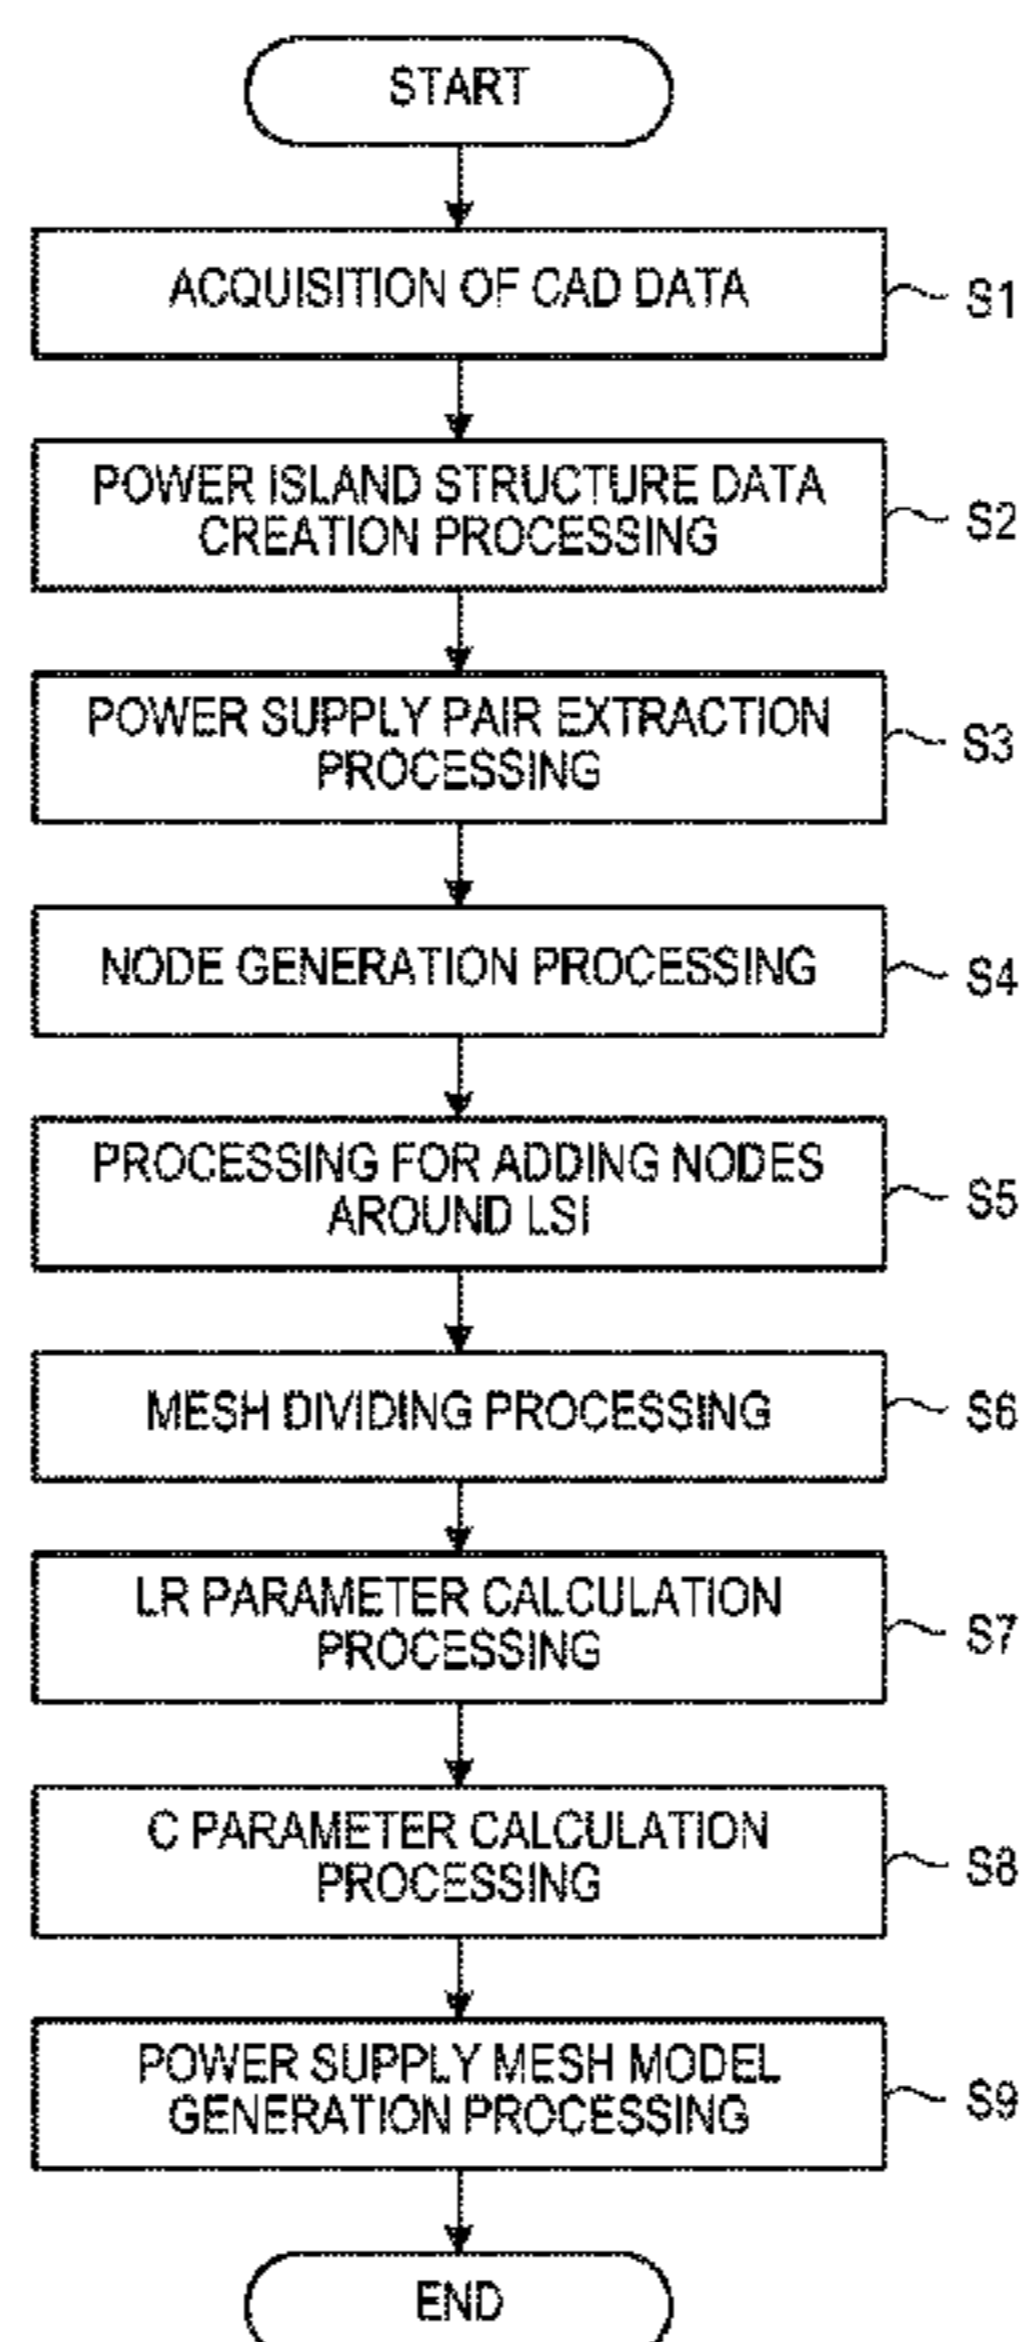 START
ACQUISITION OF CAD DATA
S1
POWER ISLAND STRUCTURE DATA
CREATION PROCESSING
S2
POWER SUPPLY PAIR EXTRACTION
PROCESSING
S3
NODE GENERATION PROCESSING
S4
PROCESSING FOR ADDING NODES
AROUND LSI
S5
MESH DIVIDING PROCESSING
S6
LR PARAMETER CALCULATION
PROCESSING
S7
C PARAMETER CALCULATION
PROCESSING
S8
POWER SUPPLY MESH MODEL
GENERATION PROCESSING
S9
END